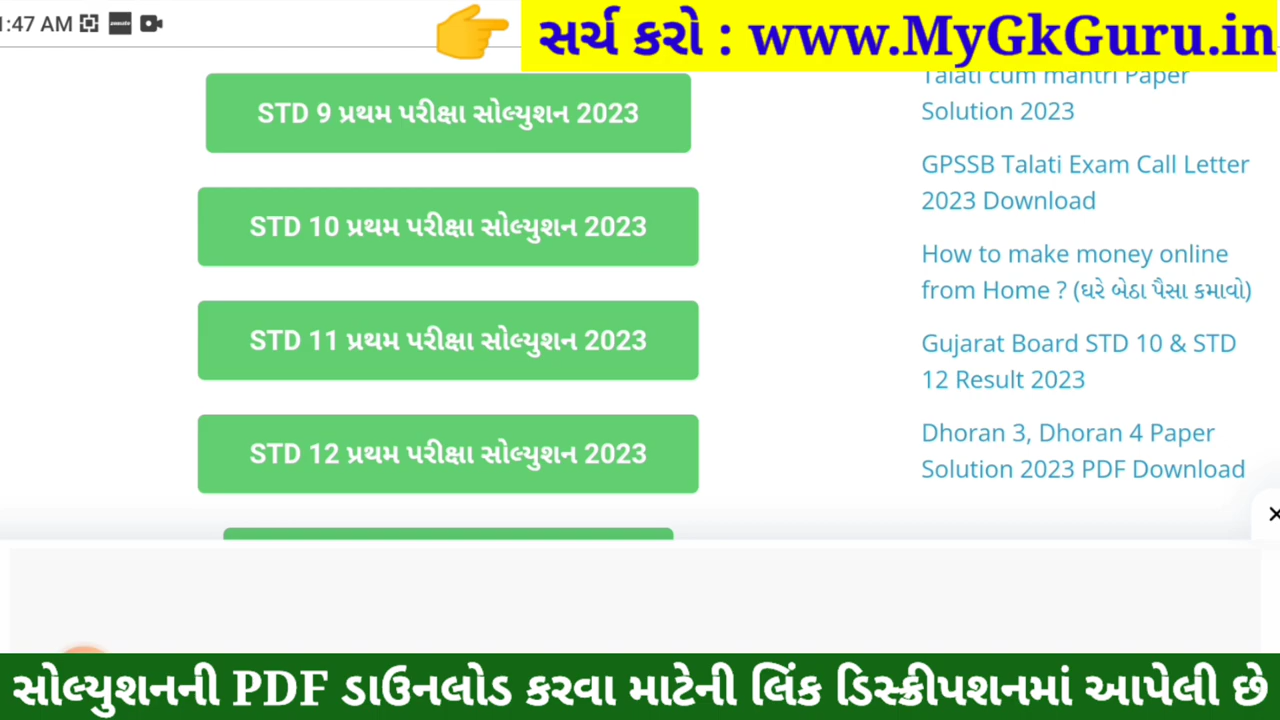 1:47 AM
સર્ચ કરો : www.MyGkGuru.in
STD 9 પ્રથમ પરીક્ષા સોલ્યુશન 2023
STD 10 પ્રથમ પરીક્ષા સોલ્યુશન 2023
STD 11 પ્રથમ પરીક્ષા સોલ્યુશન 2023
STD 12 પ્રથમ પરીક્ષા સોલ્યુશન 2023
Talati cum mantri Paper
Solution 2023
GPSSB Talati Exam Call Letter
2023 Download
How to make money online
from Home ? (ઘરે બેઠા પૈસા કમાવો)
Gujarat Board STD 10 & STD
12 Result 2023
Dhoran 3, Dhoran 4 Paper
Solution 2023 PDF Download
સોલ્યુશનની PDF ડાઉનલોડ કરવા માટેની લિંક ડિસ્ક્રીપશનમાં આપેલી છે